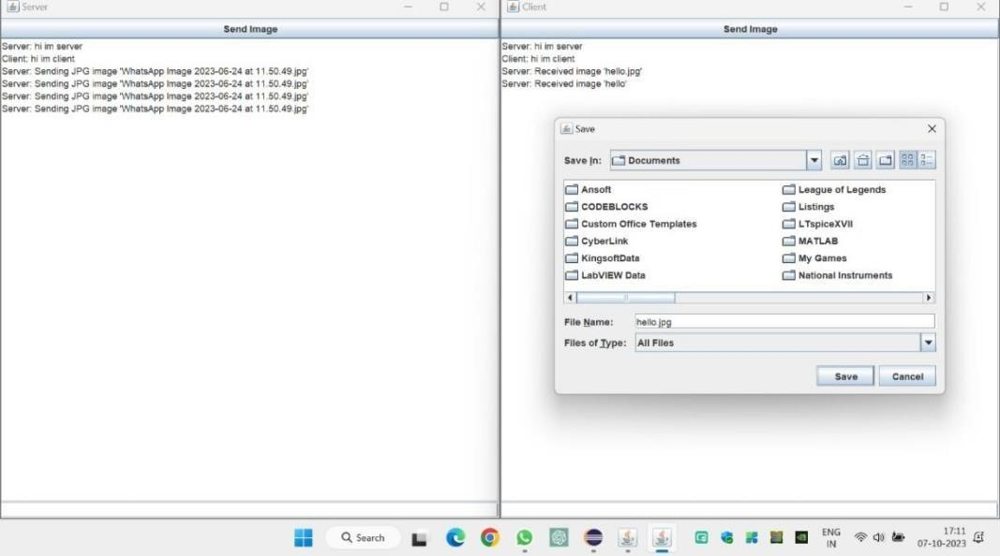 Server
Send Image
Server: hi im server
Client: hi im client
Server: Sending JPG image 'WhatsApp Image 2023-06-24 at 11.50.49.jpg'
Server: Sending JPG image 'WhatsApp Image 2023-06-24 at 11.50.49.jpg'
Server: Sending JPG image 'WhatsApp Image 2023-06-24 at 11.50.49.jpg'
Server: Sending JPG image 'WhatsApp Image 2023-06-24 at 11.50.49.jpg'
Client
Send Image
Server: hi im server
Client: hi im client
Server: Received image 'hello.jpg'
Server: Received image 'hello'
Save
Save In: Documents
Ansoft
CODEBLOCKS
Custom Office Templates
CyberLink
KingsoftData
LabVIEW Data
League of Legends
Listings
LTspiceXVII
MATLAB
My Games
National Instruments
File Name: hello.jpg
Files of Type: All Files
Save Cancel
Search
ENG
IN
17:11
07-10-2023